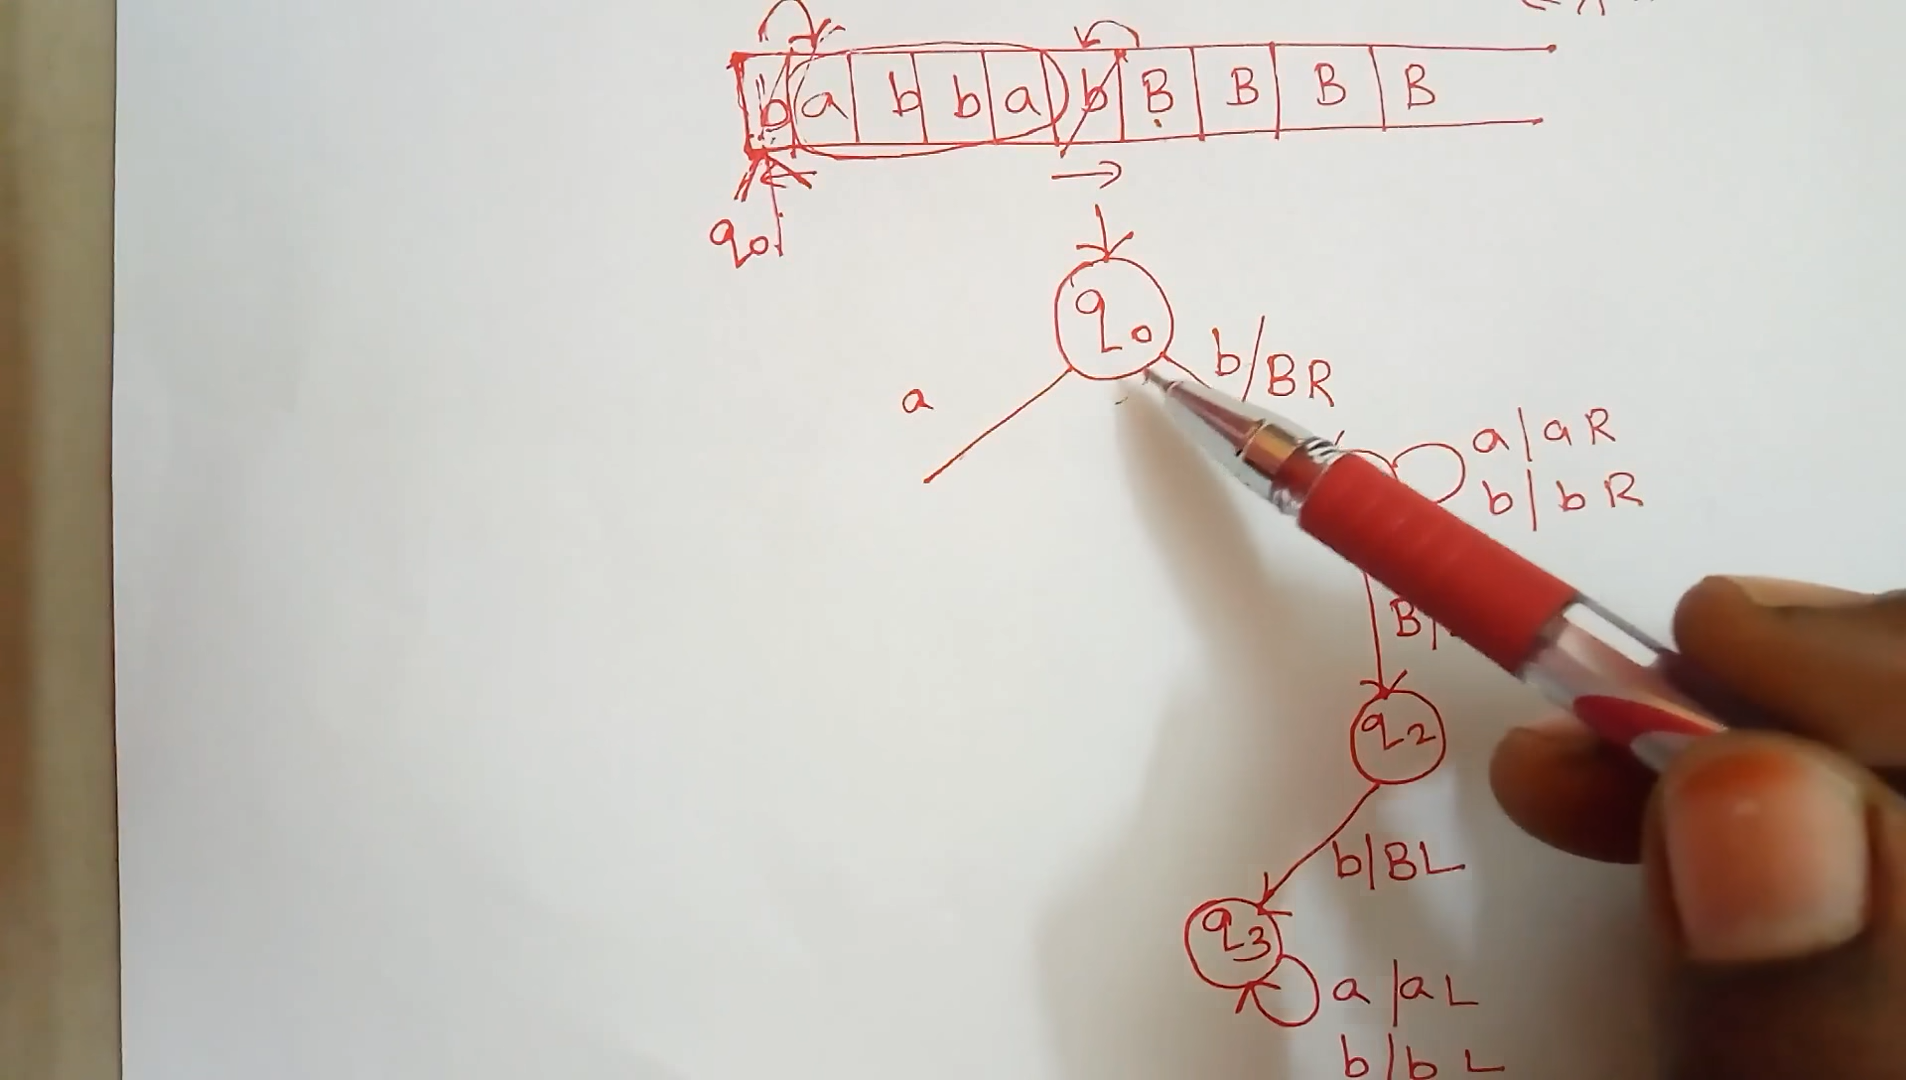 b a b b a b B B B B
q0
q0
b/BR
a
a|aR
b|bR
B|
q2
b|BL
q3
a|aL
b|bL